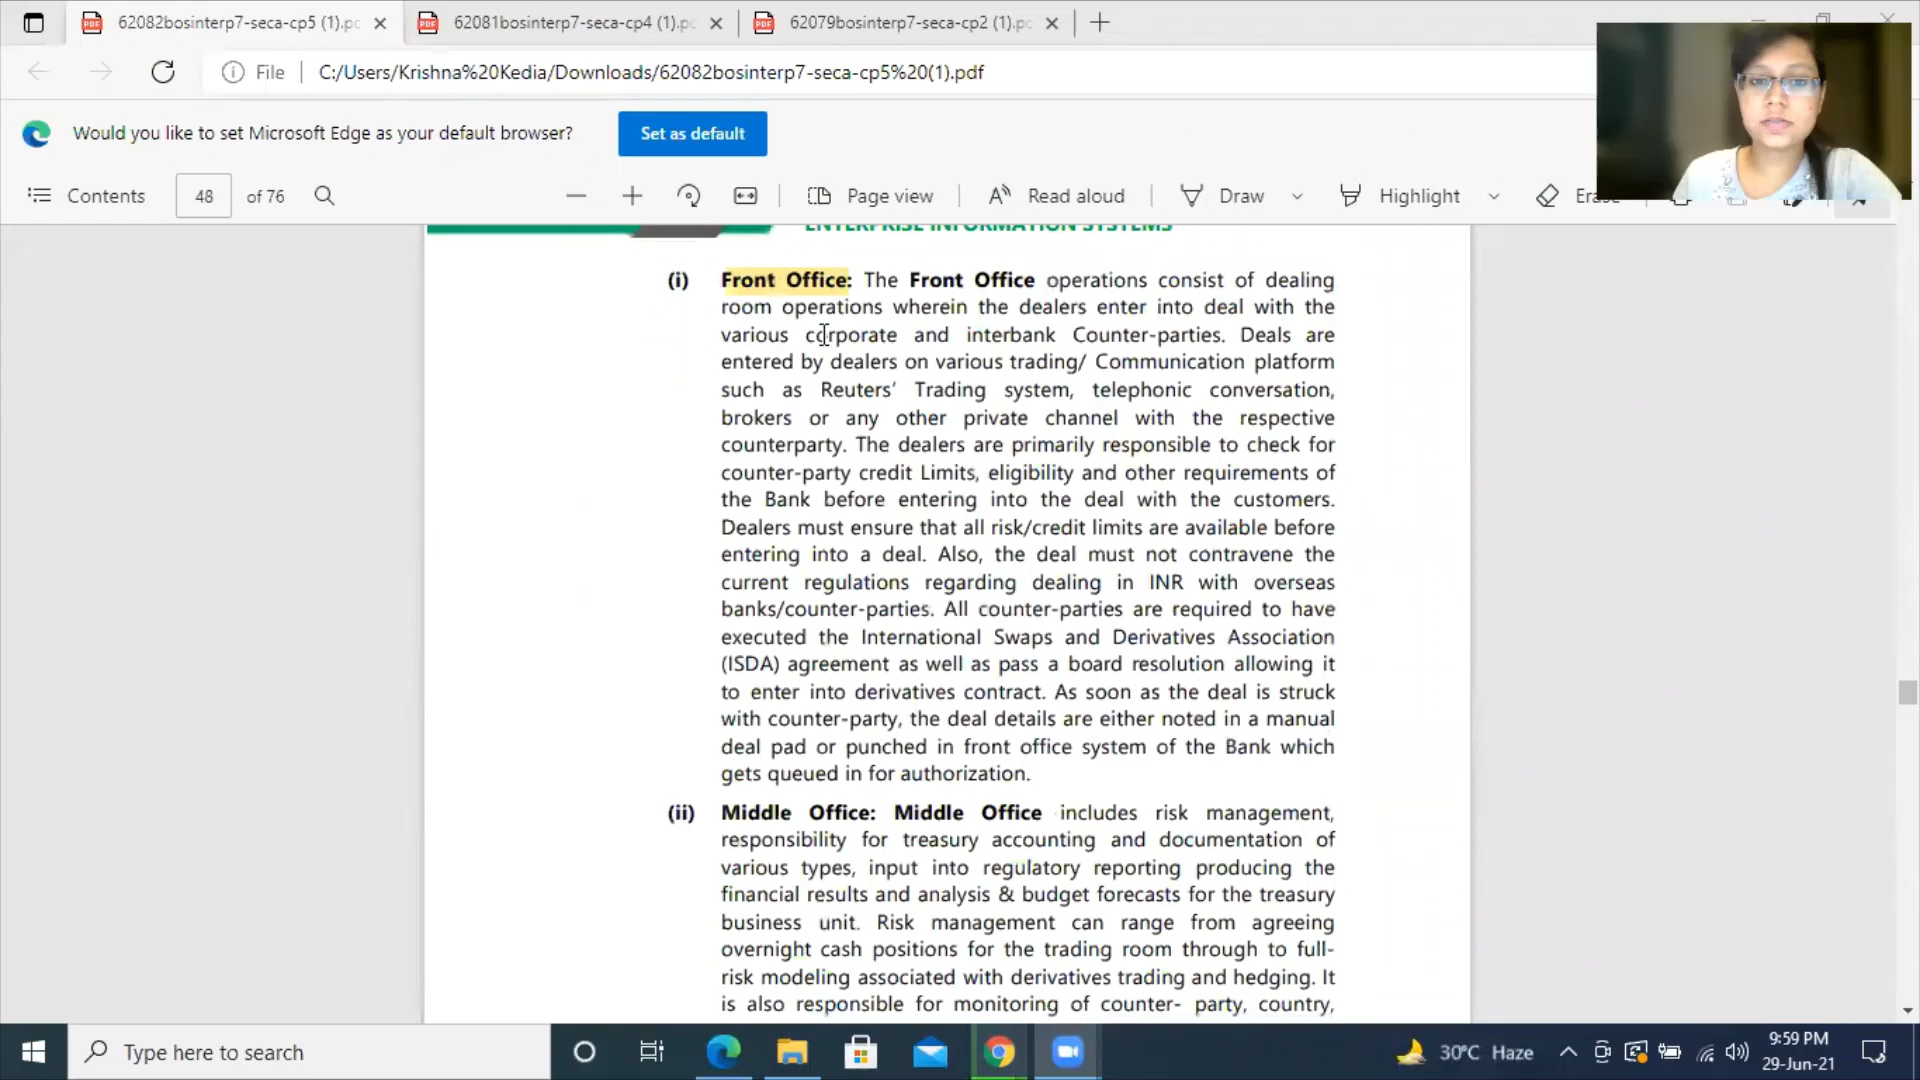 62082bosinterp7-seca-cp5 (1).pc
62081bosinterp7-seca-cp4 (1).pc
62079bosinterp7-seca-cp2 (1).pc
File
C:/Users/Krishna%20Kedia/Downloads/62082bosinterp7-seca-cp5%20(1).pdf
Would you like to set Microsoft Edge as your default browser?
Set as default
Contents
48
of 76
Page view
Read aloud
Draw
Highlight
Erase
ENTERPRISE INFORMATION SYSTEMS
(i) Front Office: The Front Office operations consist of dealing
room operations wherein the dealers enter into deal with the
various corporate and interbank Counter-parties. Deals are
entered by dealers on various trading/ Communication platform
such as Reuters’ Trading system, telephonic conversation,
brokers or any other private channel with the respective
counterparty. The dealers are primarily responsible to check for
counter-party credit Limits, eligibility and other requirements of
the Bank before entering into the deal with the customers.
Dealers must ensure that all risk/credit limits are available before
entering into a deal. Also, the deal must not contravene the
current regulations regarding dealing in INR with overseas
banks/counter-parties. All counter-parties are required to have
executed the International Swaps and Derivatives Association
(ISDA) agreement as well as pass a board resolution allowing it
to enter into derivatives contract. As soon as the deal is struck
with counter-party, the deal details are either noted in a manual
deal pad or punched in front office system of the Bank which
gets queued in for authorization.
(ii) Middle Office: Middle Office includes risk management,
responsibility for treasury accounting and documentation of
various types, input into regulatory reporting producing the
financial results and analysis & budget forecasts for the treasury
business unit. Risk management can range from agreeing
overnight cash positions for the trading room through to full-
risk modeling associated with derivatives trading and hedging. It
is also responsible for monitoring of counter- party, country,
Type here to search
30°C Haze
9:59 PM
29-Jun-21